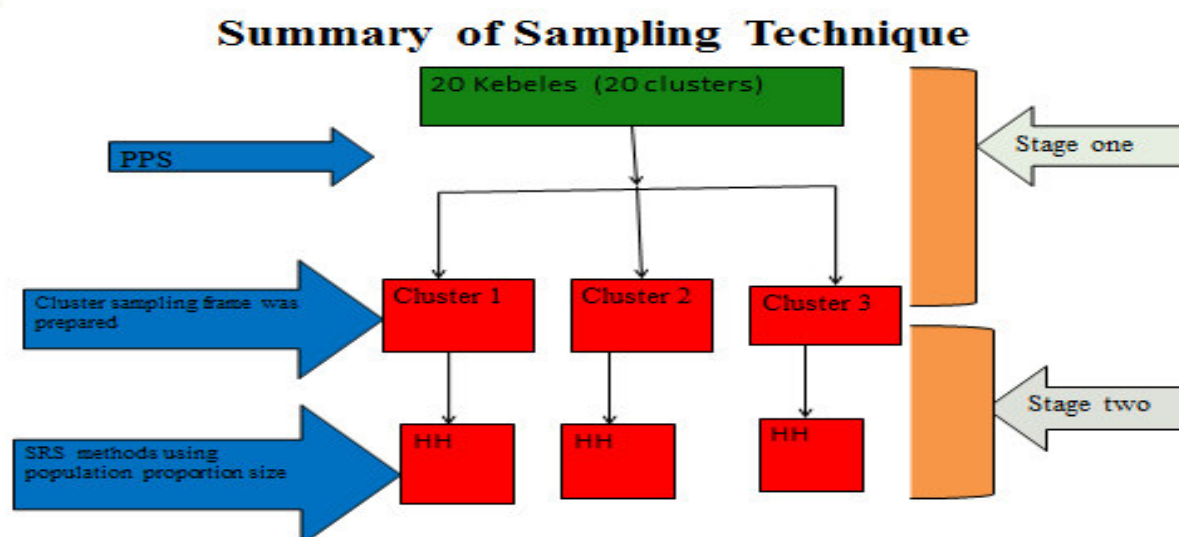 Summary of Sampling Technique
20 Kebeles (20 clusters)
PPS
Stage one
Cluster sampling frame was
prepared
Cluster 1
Cluster 2
Cluster 3
Stage two
SRS methods using
population proportion size
HH
HH
HH